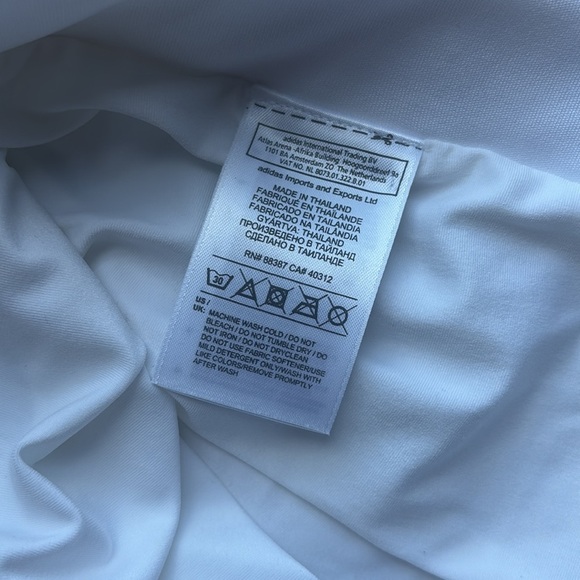 adidas International Trading BV
Atlas Arena -Afrika Building Hoogoorddreef 9a
1101 BA Amsterdam ZO The Netherlands
VAT NO. NL 8073.01.322.B.01
adidas Imports and Exports Ltd
MADE IN THAILAND
FABRIQUE EN THAÏLANDE
FABRICADO EN TAILANDIA
FABRICADO NA TAILÂNDIA
GYÁRTVA: THAILAND
ПРОИЗВЕДЕНО В ТАЙЛАНД
СДЕЛАНО В ТАИЛАНДЕ
RN# 88387 CA# 40312
30
US /
UK: MACHINE WASH COLD / DO NOT
BLEACH / DO NOT TUMBLE DRY / DO
NOT IRON / DO NOT DRYCLEAN
DO NOT USE FABRIC SOFTENER/USE
MILD DETERGENT ONLY/WASH WITH
LIKE COLORS/REMOVE PROMPTLY
AFTER WASH